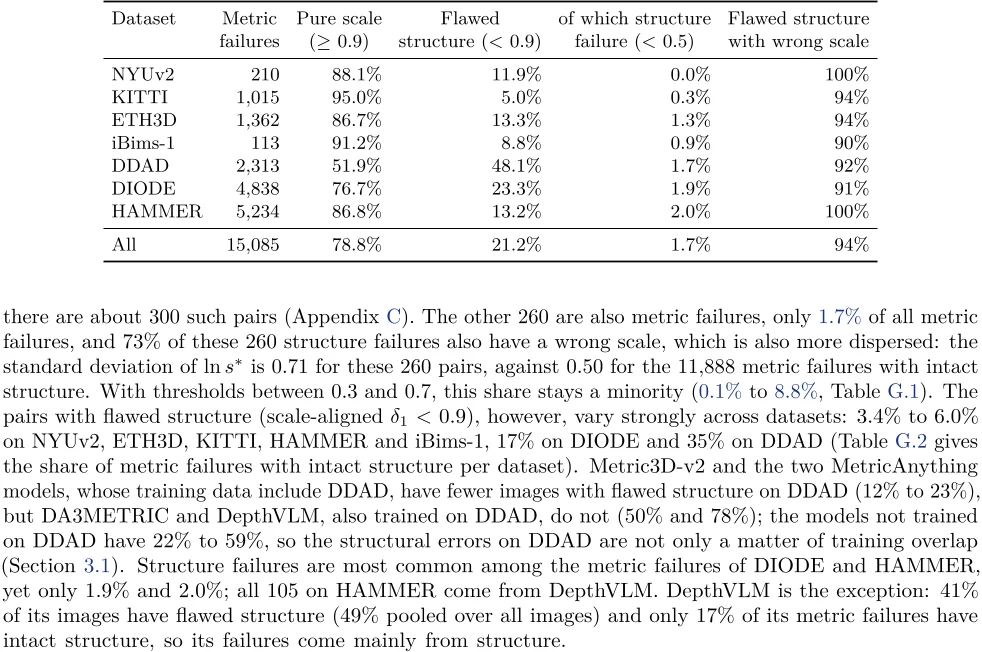 Dataset Metric failures Pure scale (≥ 0.9) Flawed structure (< 0.9) of which structure failure (< 0.5) Flawed structure with wrong scale
NYUv2 210 88.1% 11.9% 0.0% 100%
KITTI 1,015 95.0% 5.0% 0.3% 94%
ETH3D 1,362 86.7% 13.3% 1.3% 94%
iBims-1 113 91.2% 8.8% 0.9% 90%
DDAD 2,313 51.9% 48.1% 1.7% 92%
DIODE 4,838 76.7% 23.3% 1.9% 91%
HAMMER 5,234 86.8% 13.2% 2.0% 100%
All 15,085 78.8% 21.2% 1.7% 94%
there are about 300 such pairs (Appendix C). The other 260 are also metric failures, only 1.7% of all metric
failures, and 73% of these 260 structure failures also have a wrong scale, which is also more dispersed: the
standard deviation of ln s* is 0.71 for these 260 pairs, against 0.50 for the 11,888 metric failures with intact
structure. With thresholds between 0.3 and 0.7, this share stays a minority (0.1% to 8.8%, Table G.1). The
pairs with flawed structure (scale-aligned δ₁ < 0.9), however, vary strongly across datasets: 3.4% to 6.0%
on NYUv2, ETH3D, KITTI, HAMMER and iBims-1, 17% on DIODE and 35% on DDAD (Table G.2 gives
the share of metric failures with intact structure per dataset). Metric3D-v2 and the two MetricAnything
models, whose training data include DDAD, have fewer images with flawed structure on DDAD (12% to 23%),
but DA3METRIC and DepthVLM, also trained on DDAD, do not (50% and 78%); the models not trained
on DDAD have 22% to 59%, so the structural errors on DDAD are not only a matter of training overlap
(Section 3.1). Structure failures are most common among the metric failures of DIODE and HAMMER,
yet only 1.9% and 2.0%; all 105 on HAMMER come from DepthVLM. DepthVLM is the exception: 41%
of its images have flawed structure (49% pooled over all images) and only 17% of its metric failures have
intact structure, so its failures come mainly from structure.